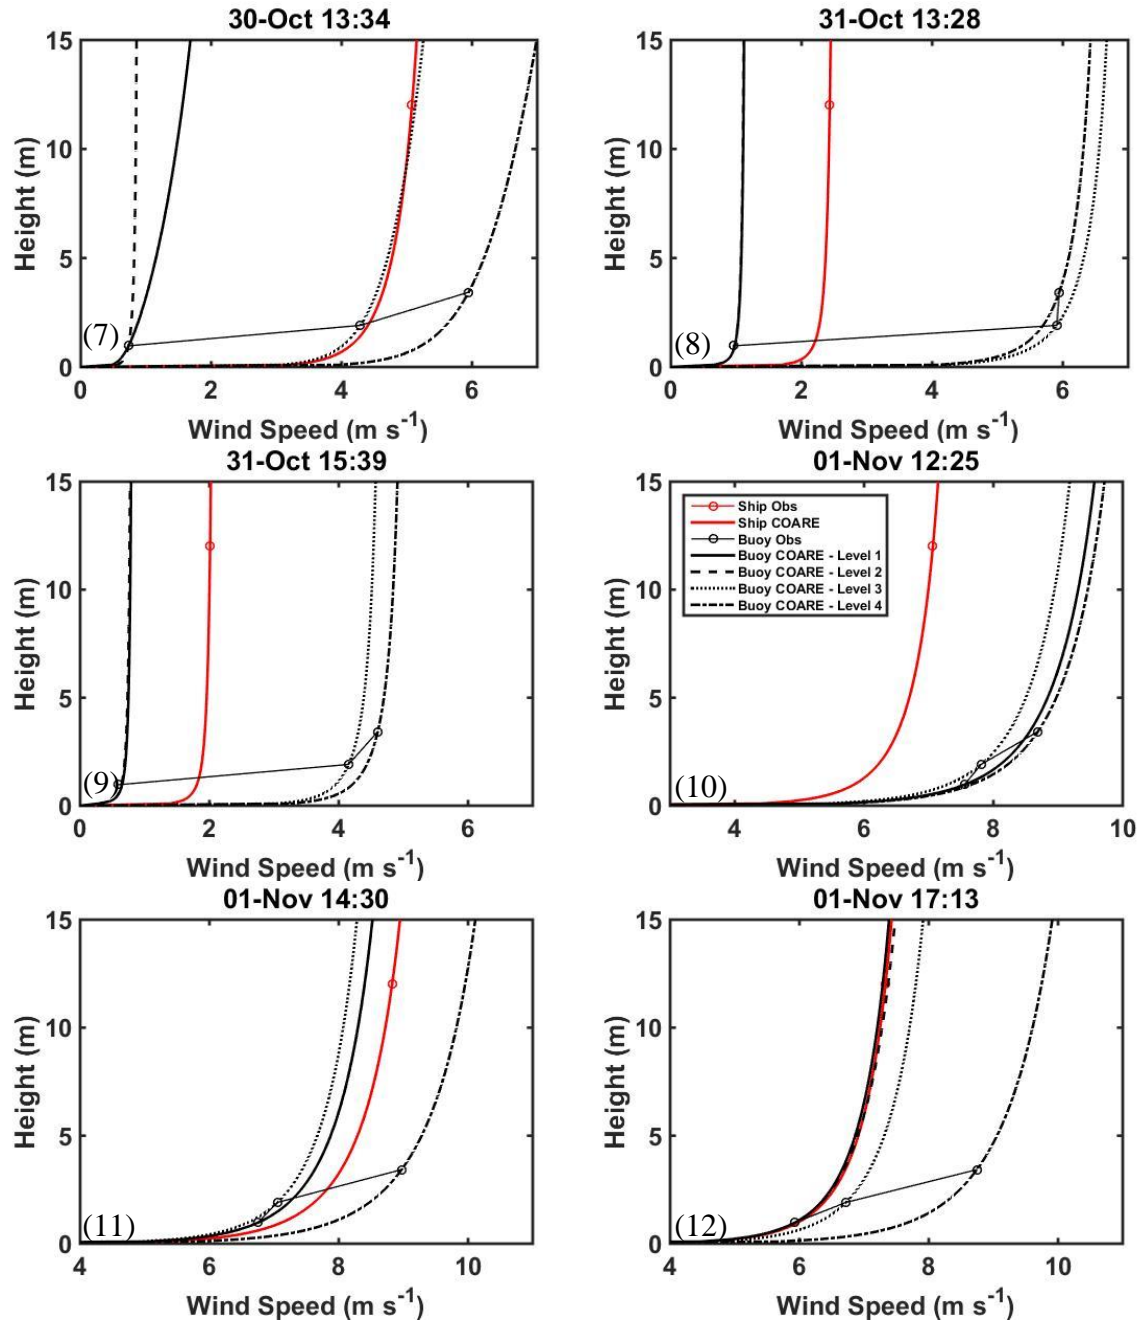 30-Oct 13:34
31-Oct 13:28
15
10
5
0
Height (m)
(7)
0 2 4 6
Wind Speed (m s⁻¹)
15
10
5
0
Height (m)
(8)
0 2 4 6
Wind Speed (m s⁻¹)
31-Oct 15:39
01-Nov 12:25
15
10
5
0
Height (m)
(9)
0 2 4 6
Wind Speed (m s⁻¹)
15
10
5
0
Height (m)
Ship Obs
Ship COARE
Buoy Obs
Buoy COARE - Level 1
Buoy COARE - Level 2
Buoy COARE - Level 3
Buoy COARE - Level 4
(10)
4 6 8 10
Wind Speed (m s⁻¹)
01-Nov 14:30
01-Nov 17:13
15
10
5
0
Height (m)
(11)
4 6 8 10
Wind Speed (m s⁻¹)
15
10
5
0
Height (m)
(12)
4 6 8 10
Wind Speed (m s⁻¹)